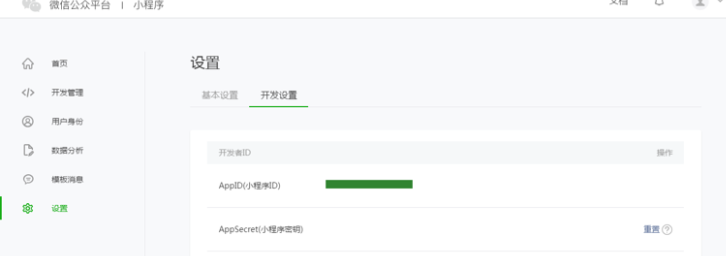 微信公众平台 | 小程序
文档
首页
开发管理
用户身份
数据分析
模板消息
设置
设置
基本设置 开发设置
开发者ID 操作
AppID(小程序ID)
AppSecret(小程序密钥) 重置 ?